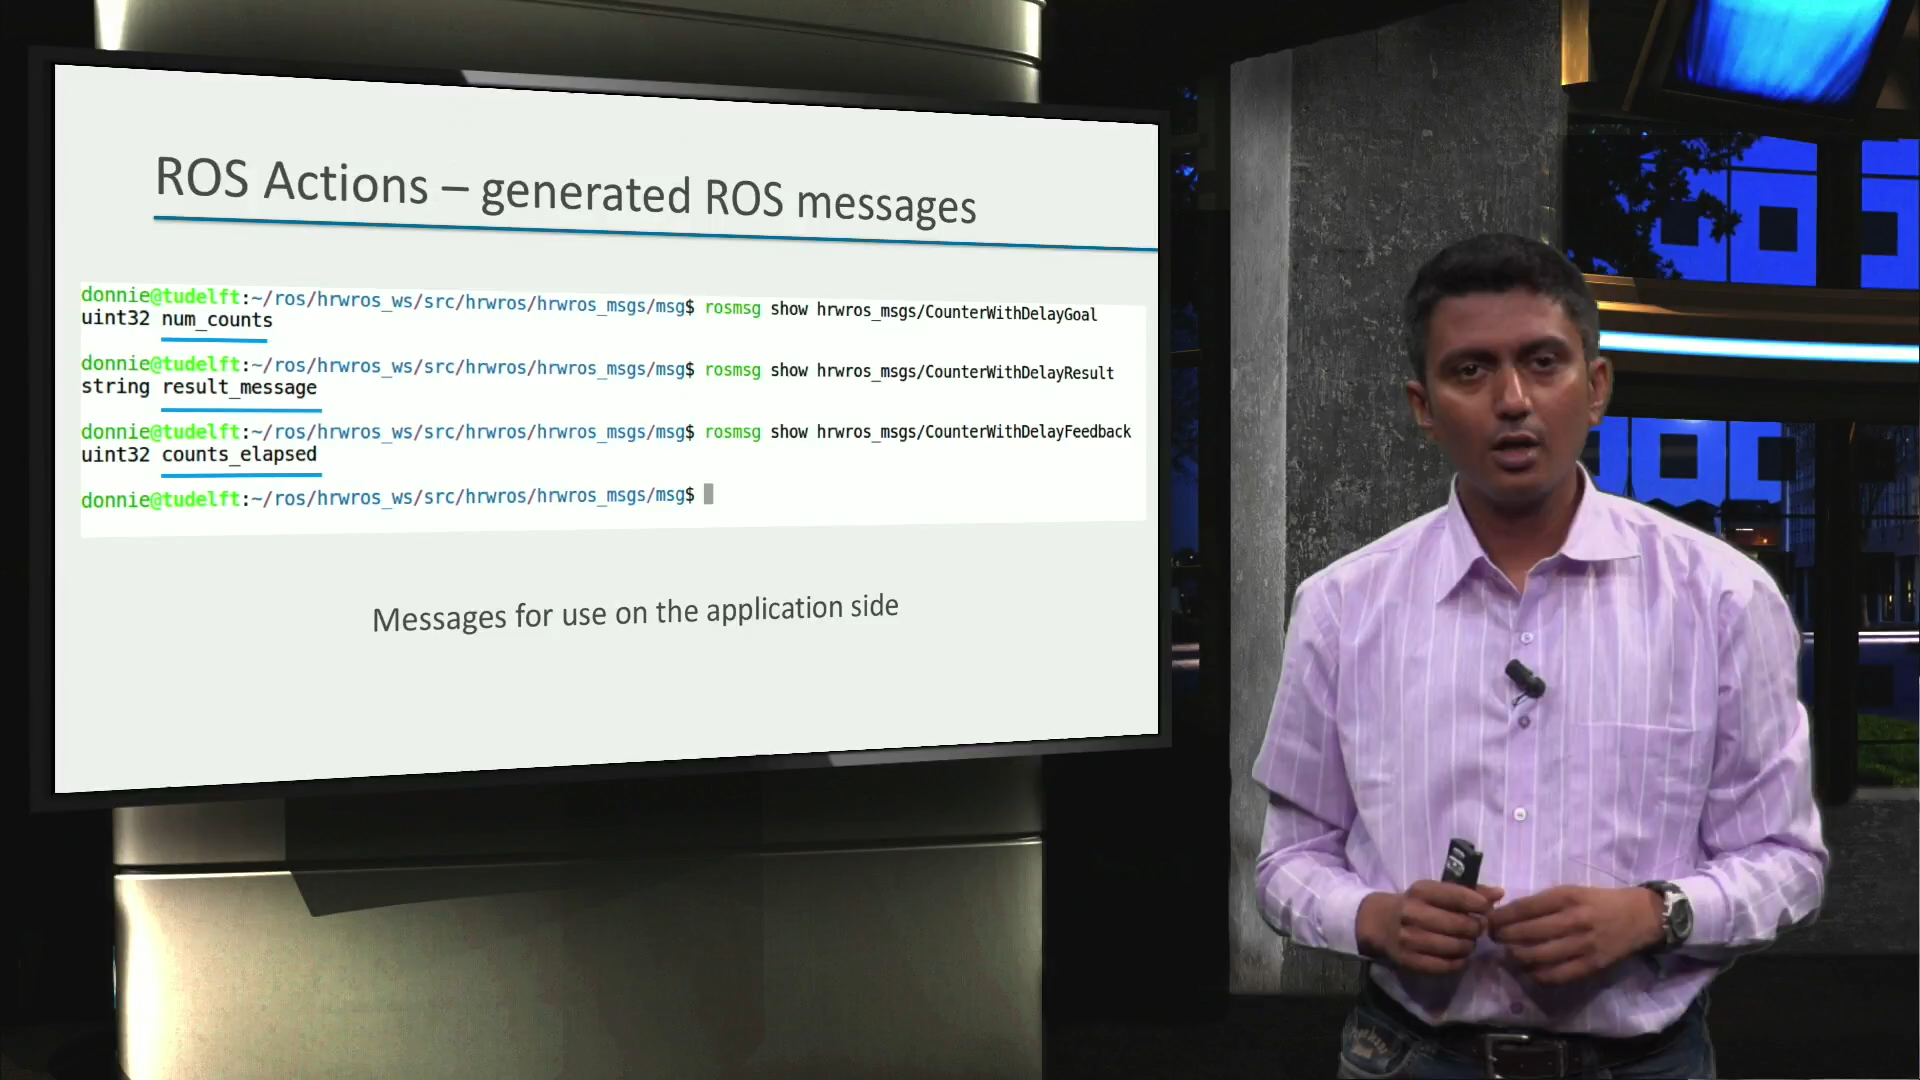 ROS Actions – generated ROS messages
donnie@tudelft:~/ros/hrwros_ws/src/hrwros/hrwros_msgs/msg$ rosmsg show hrwros_msgs/CounterWithDelayGoal
uint32 num_counts
donnie@tudelft:~/ros/hrwros_ws/src/hrwros/hrwros_msgs/msg$ rosmsg show hrwros_msgs/CounterWithDelayResult
string result_message
donnie@tudelft:~/ros/hrwros_ws/src/hrwros/hrwros_msgs/msg$ rosmsg show hrwros_msgs/CounterWithDelayFeedback
uint32 counts_elapsed
donnie@tudelft:~/ros/hrwros_ws/src/hrwros/hrwros_msgs/msg$
Messages for use on the application side